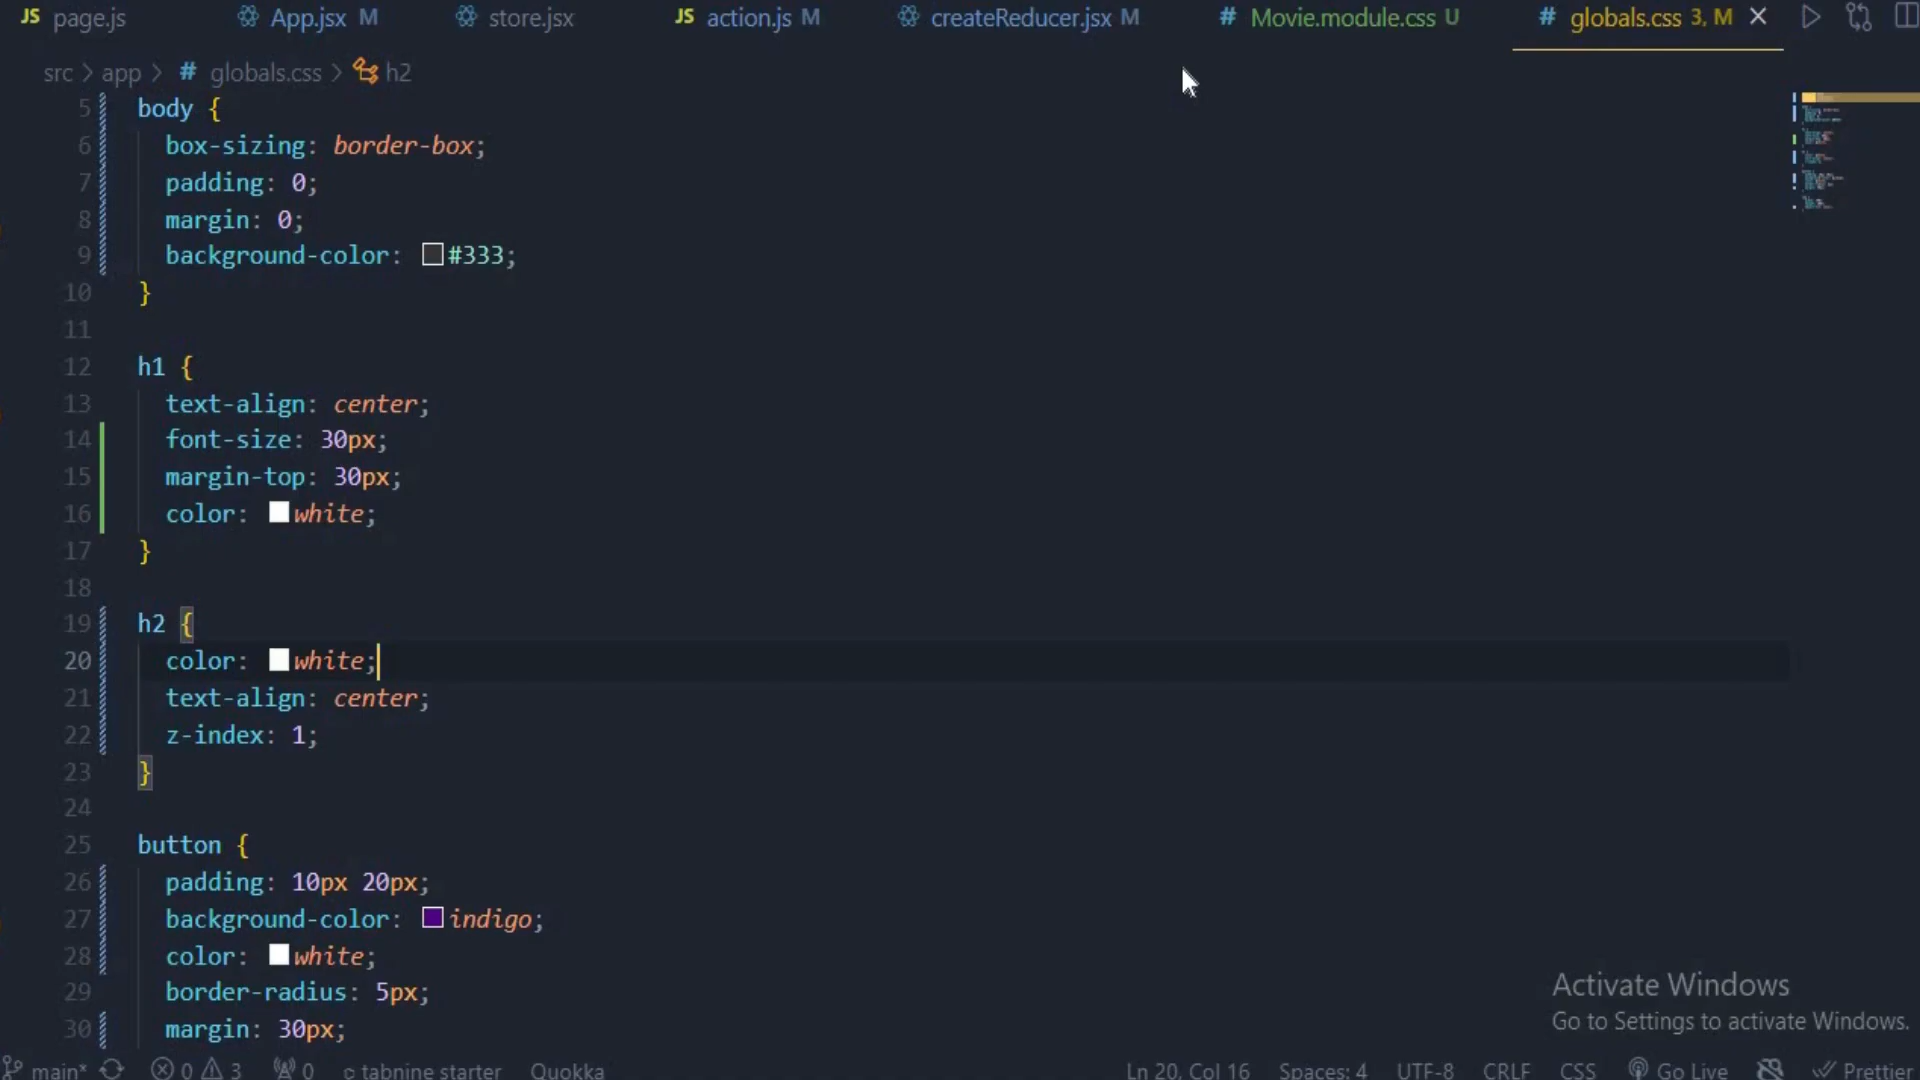 JS page.js App.jsx M store.jsx JS action.js M createReducer.jsx M # Movie.module.css U # globals.css 3, M
src > app > # globals.css > h2
5 body {
6 box-sizing: border-box;
7 padding: 0;
8 margin: 0;
9 background-color: #333;
10 }
11
12 h1 {
13 text-align: center;
14 font-size: 30px;
15 margin-top: 30px;
16 color: white;
17 }
18
19 h2 {
20 color: white;
21 text-align: center;
22 z-index: 1;
23 }
24
25 button {
26 padding: 10px 20px;
27 background-color: indigo;
28 color: white;
29 border-radius: 5px;
30 margin: 30px;
Activate Windows
Go to Settings to activate Windows.
main* 0 3 0 tabnine starter Quokka Ln 20, Col 16 Spaces: 4 UTF-8 CRLF CSS Go Live Prettier